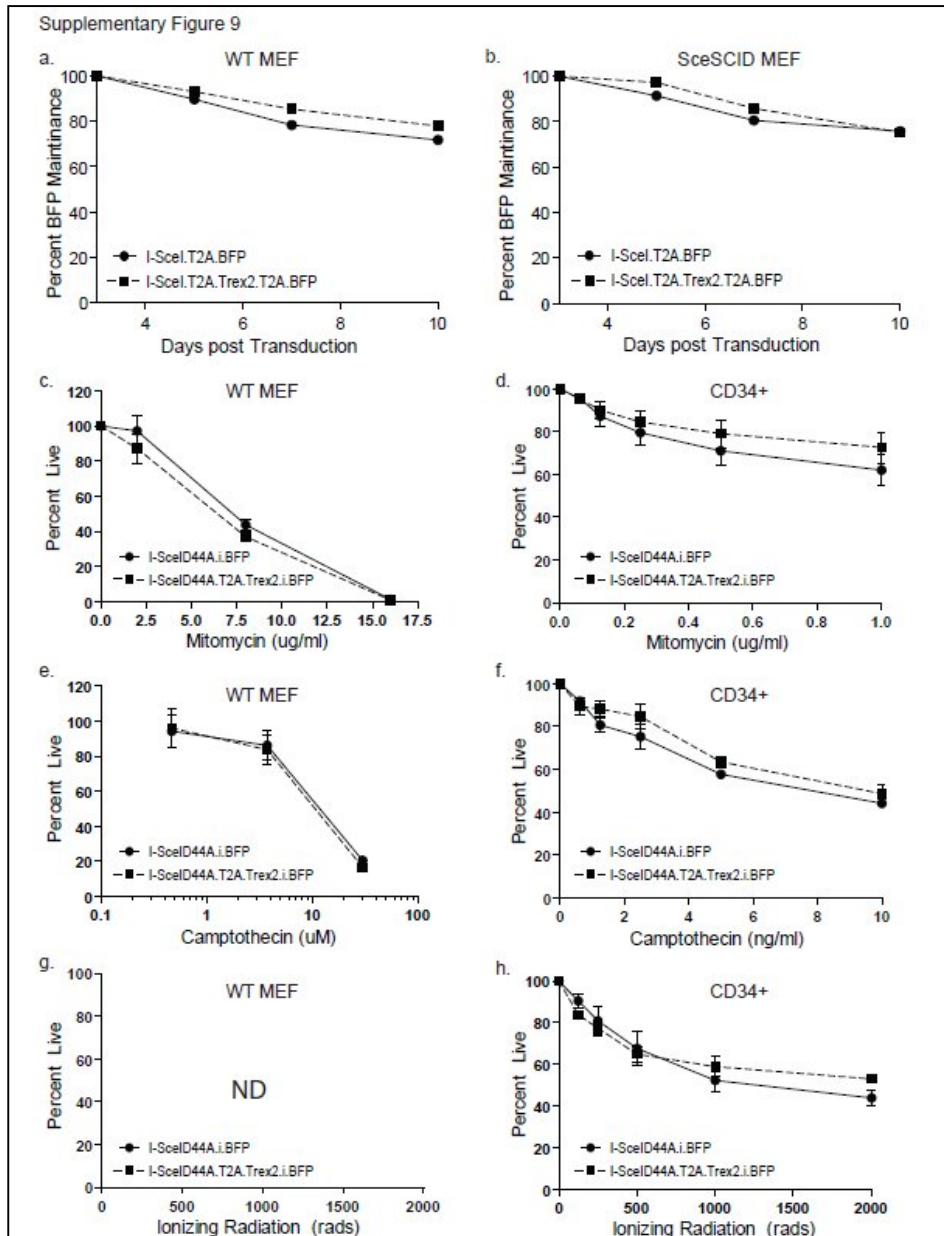 Supplementary Figure 9
a.
WT MEF
Percent BFP Maintinance
100
80
60
40
20
0
I-SceI.T2A.BFP
I-SceI.T2A.Trex2.T2A.BFP
4 6 8 10
Days post Transduction
b.
SceSCID MEF
Percent BFP Maintinance
100
80
60
40
20
0
I-SceI.T2A.BFP
I-SceI.T2A.Trex2.T2A.BFP
4 6 8 10
Days post Transduction
c.
WT MEF
Percent Live
120
100
80
60
40
20
0
I-SceID44A.i.BFP
I-SceID44A.T2A.Trex2.i.BFP
0.0 2.5 5.0 7.5 10.0 12.5 15.0 17.5
Mitomycin (ug/ml)
d.
CD34+
Percent Live
100
80
60
40
20
0
I-SceID44A.i.BFP
I-SceID44A.T2A.Trex2.i.BFP
0.0 0.2 0.4 0.6 0.8 1.0
Mitomycin (ug/ml)
e.
WT MEF
Percent Live
120
100
80
60
40
20
0
I-SceID44A.i.BFP
I-SceID44A.T2A.Trex2.i.BFP
0.1 1 10 100
Camptothecin (uM)
f.
CD34+
Percent Live
100
80
60
40
20
0
I-SceID44A.i.BFP
I-SceID44A.T2A.Trex2.i.BFP
0 2 4 6 8 10
Camptothecin (ng/ml)
g.
WT MEF
Percent Live
100
80
60
40
20
0
ND
I-SceID44A.i.BFP
I-SceID44A.T2A.Trex2.i.BFP
0 500 1000 1500 2000
Ionizing Radiation (rads)
h.
CD34+
Percent Live
100
80
60
40
20
0
I-SceID44A.i.BFP
I-SceID44A.T2A.Trex2.i.BFP
0 500 1000 1500 2000
Ionizing Radiation (rads)